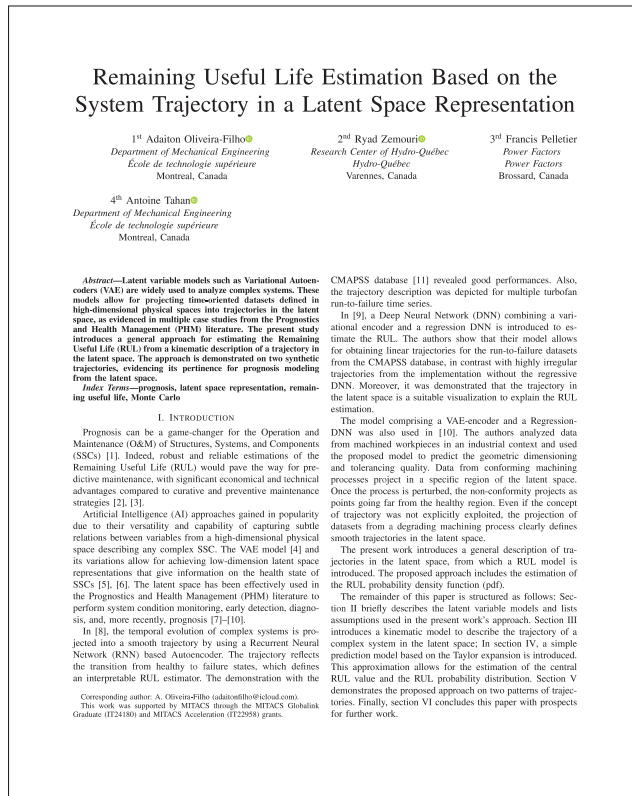 Remaining Useful Life Estimation Based on the
System Trajectory in a Latent Space Representation
1st Adaiton Oliveira-Filho
Department of Mechanical Engineering
École de technologie supérieure
Montreal, Canada
2nd Ryad Zemouri
Research Center of Hydro-Québec
Hydro-Québec
Varennes, Canada
3rd Francis Pelletier
Power Factors
Power Factors
Brossard, Canada
4th Antoine Tahan
Department of Mechanical Engineering
École de technologie supérieure
Montreal, Canada
Abstract—Latent variable models such as Variational Autoen-
coders (VAE) are widely used to analyze complex systems. These
models allow for projecting time-oriented datasets defined in
high-dimensional physical spaces into trajectories in the latent
space, as evidenced in multiple case studies from the Prognostics
and Health Management (PHM) literature. The present study
introduces a general approach for estimating the Remaining
Useful Life (RUL) from a kinematic description of a trajectory in
the latent space. The approach is demonstrated on two synthetic
trajectories, evidencing its pertinence for prognosis modeling
from the latent space.
Index Terms—prognosis, latent space representation, remain-
ing useful life, Monte Carlo
I. INTRODUCTION
Prognosis can be a game-changer for the Operation and
Maintenance (O&M) of Structures, Systems, and Components
(SSCs) [1]. Indeed, robust and reliable estimations of the
Remaining Useful Life (RUL) would pave the way for pre-
dictive maintenance, with significant economical and technical
advantages compared to curative and preventive maintenance
strategies [2], [3].
Artificial Intelligence (AI) approaches gained in popularity
due to their versatility and capability of capturing subtle
relations between variables from a high-dimensional physical
space describing any complex SSC. The VAE model [4] and
its variations allow for achieving low-dimension latent space
representations that give information on the health state of
SSCs [5], [6]. The latent space has been effectively used in
the Prognostics and Health Management (PHM) literature to
perform system condition monitoring, early detection, diagno-
sis, and, more recently, prognosis [7]–[10].
In [8], the temporal evolution of complex systems is pro-
jected into a smooth trajectory by using a Recurrent Neural
Network (RNN) based Autoencoder. The trajectory reflects
the transition from healthy to failure states, which defines
an interpretable RUL estimator. The demonstration with the
Corresponding author: A. Oliveira-Filho (adaitonfilho@icloud.com).
This work was supported by MITACS through the MITACS Globalink
Graduate (IT24180) and MITACS Acceleration (IT22958) grants.
CMAPSS database [11] revealed good performances. Also,
the trajectory description was depicted for multiple turbofan
run-to-failure time series.
In [9], a Deep Neural Network (DNN) combining a vari-
ational encoder and a regression DNN is introduced to es-
timate the RUL. The authors show that their model allows
for obtaining linear trajectories for the run-to-failure datasets
from the CMAPSS database, in contrast with highly irregular
trajectories from the implementation without the regressive
DNN. Moreover, it was demonstrated that the trajectory in
the latent space is a suitable visualization to explain the RUL
estimation.
The model comprising a VAE-encoder and a Regression-
DNN was also used in [10]. The authors analyzed data
from machined workpieces in an industrial context and used
the proposed model to predict the geometric dimensioning
and tolerancing quality. Data from conforming machining
processes project in a specific region of the latent space.
Once the process is perturbed, the non-conformity projects as
points going far from the healthy region. Even if the concept
of trajectory was not explicitly exploited, the projection of
datasets from a degrading machining process clearly defines
smooth trajectories in the latent space.
The present work introduces a general description of tra-
jectories in the latent space, from which a RUL model is
introduced. The proposed approach includes the estimation of
the RUL probability density function (pdf).
The remainder of this paper is structured as follows: Sec-
tion II briefly describes the latent variable models and lists
assumptions used in the present work's approach. Section III
introduces a kinematic model to describe the trajectory of a
complex system in the latent space; In section IV, a simple
prediction model based on the Taylor expansion is introduced.
This approximation allows for the estimation of the central
RUL value and the RUL probability distribution. Section V
demonstrates the proposed approach on two patterns of trajec-
tories. Finally, section VI concludes this paper with prospects
for further work.